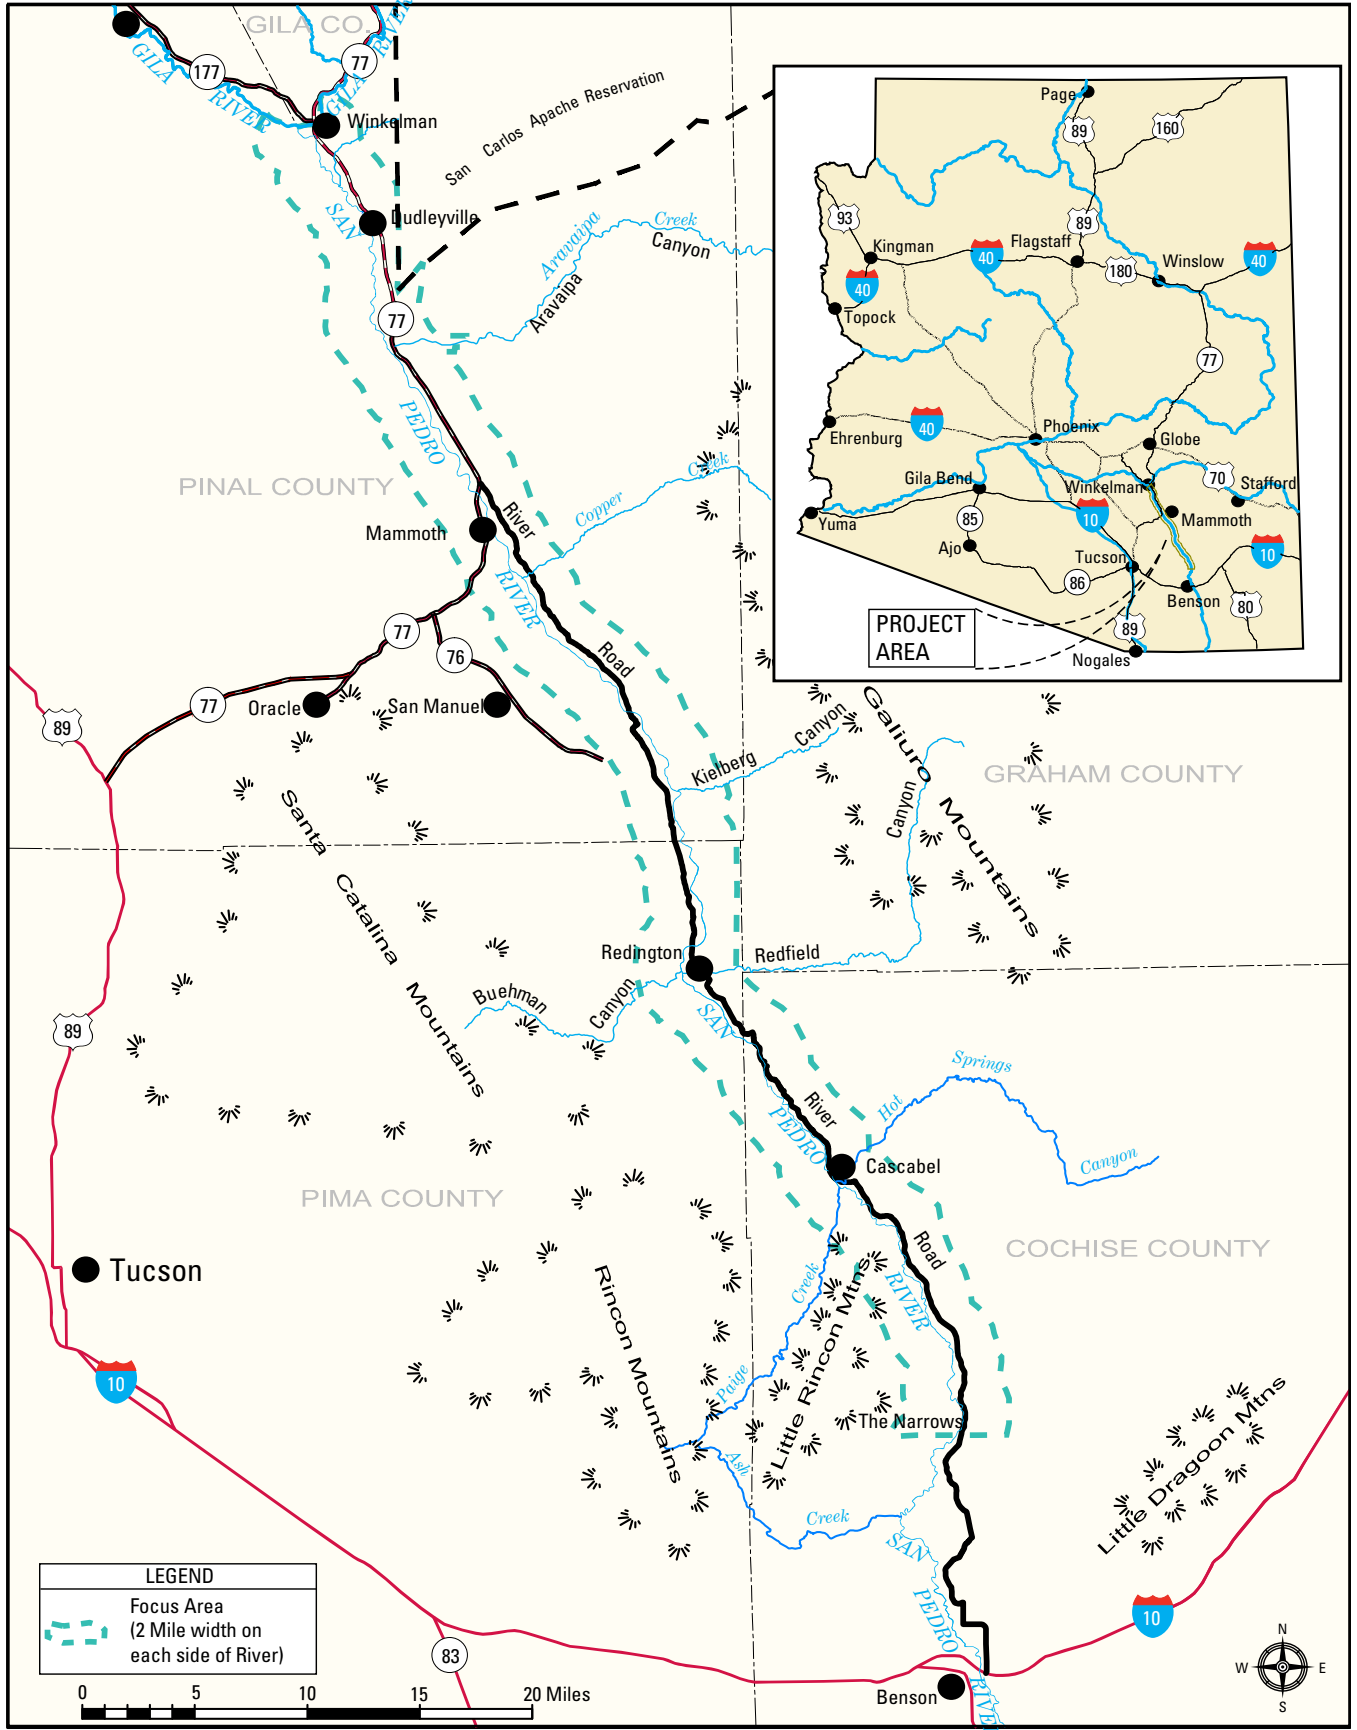 GILA CO.
GILA
RIVER
177
77
GILA
RIVER
Winkelman
San Carlos Apache Reservation
SAN
Dudleyville
Aravaipa
Creek
Aravaipa
Canyon
77
PEDRO
PINAL COUNTY
Mammoth
River
Copper
Creek
RIVER
77
76
Road
77
Oracle
San Manuel
89
Kielberg
Canyon
Galiuro
Mountains
Canyon
GRAHAM COUNTY
Santa
Catalina
Mountains
Redington
Redfield
Buehman
Canyon
89
SAN
River
PEDRO
Hot
Springs
Canyon
Cascabel
PIMA COUNTY
COCHISE COUNTY
Road
RIVER
Tucson
Rincon Mountains
Creek
Paige
Little Rincon Mtns
The Narrows
10
Ash
Creek
SAN
PEDRO
RIVER
Little Dragoon Mtns
10
83
Benson
LEGEND
Focus Area
(2 Mile width on
each side of River)
0 5 10 15 20 Miles
N
W E
S
Page
89
160
93
89
Kingman
40
Flagstaff
180
Winslow
40
40
Topock
77
Ehrenburg
40
Phoenix
Globe
Gila Bend
Winkelman
70
Stafford
Yuma
85
10
Mammoth
Ajo
Tucson
10
86
Benson
80
PROJECT
AREA
89
Nogales